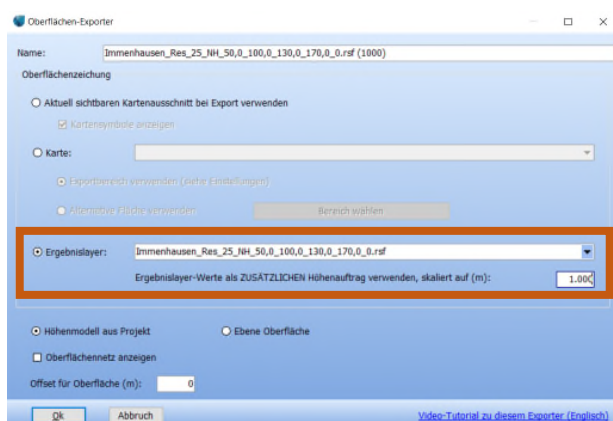 Oberflächen-Exporter
Name: Immenhausen_Res_25_NH_50,0_100,0_130,0_170,0_0.rsf (1000)
Oberflächenzeichung
Aktuell sichtbaren Kartenausschnitt bei Export verwenden
Kartensymbole anzeigen
Karte:
Exportbereich verwenden (siehe Einstellungen)
Alternative Fläche verwenden Bereich wählen
Ergebnislayer: Immenhausen_Res_25_NH_50,0_100,0_130,0_170,0_0.rsf
Ergebnislayer-Werte als ZUSÄTZLICHEN Höhenauftrag verwenden, skaliert auf (m): 1.000
Höhenmodell aus Projekt Ebene Oberfläche
Oberflächennetz anzeigen
Offset für Oberfläche (m): 0
Ok Abbruch Video-Tutorial zu diesem Exporter (Englisch)